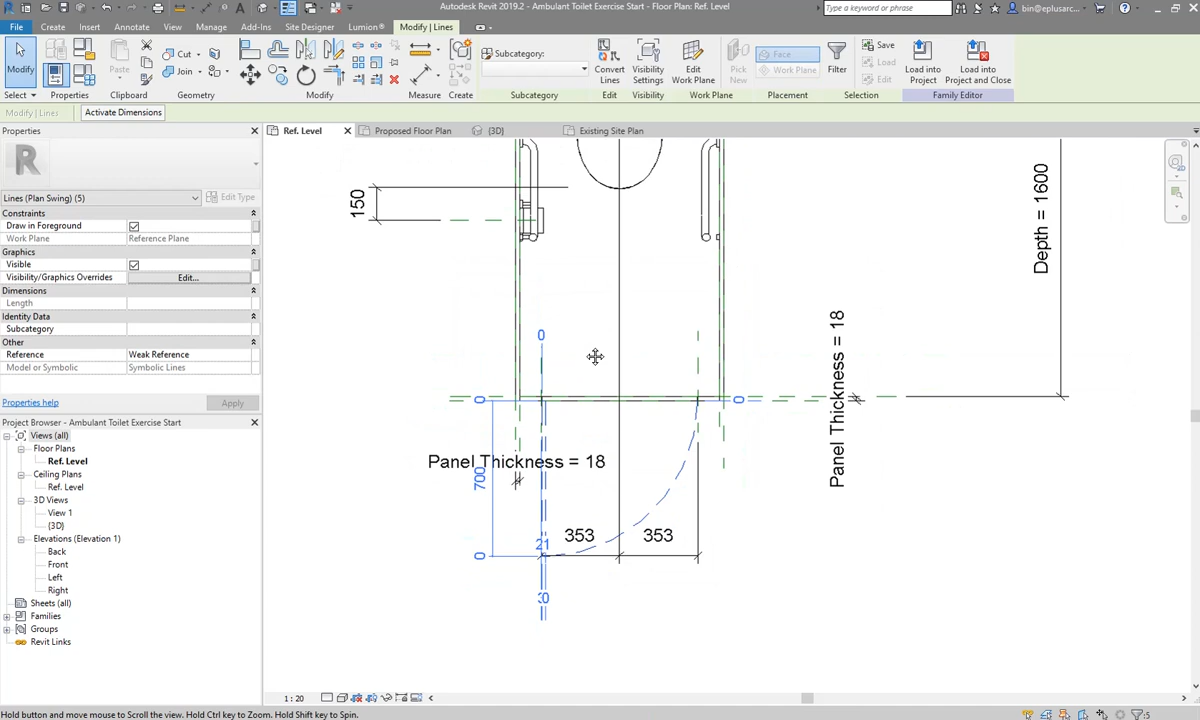 Autodesk Revit 2019.2 - Ambulant Toilet Exercise Start - Floor Plan: Ref. Level
Type a keyword or phrase
bin@eplusarc...
File Create Insert Annotate View Manage Add-Ins Site Designer Lumion® Modify | Lines
Modify
Paste
Cut
Join
Subcategory:
Convert Lines
Visibility Settings
Edit Work Plane
Pick New
Face
Work Plane
Filter
Save
Load
Edit
Load into Project
Load into Project and Close
Select Properties Clipboard Geometry Modify Measure Create Subcategory Edit Visibility Work Plane Placement Selection Family Editor
Modify | Lines Activate Dimensions
Properties
Ref. Level Proposed Floor Plan {3D} Existing Site Plan
Lines (Plan Swing) (5) Edit Type
Constraints
Draw in Foreground
Work Plane Reference Plane
Graphics
Visible
Visibility/Graphics Overrides Edit...
Dimensions
Length
Identity Data
Subcategory
Other
Reference Weak Reference
Model or Symbolic Symbolic Lines
Properties help Apply
Project Browser - Ambulant Toilet Exercise Start
Views (all)
Floor Plans
Ref. Level
Ceiling Plans
Ref. Level
3D Views
View 1
{3D}
Elevations (Elevation 1)
Back
Front
Left
Right
Sheets (all)
Families
Groups
Revit Links
150
Depth = 1600
Panel Thickness = 18
0
0
0
Panel Thickness = 18
700
353 353
21
0
1 : 20
Hold button and move mouse to Scroll the view. Hold Ctrl key to Zoom. Hold Shift key to Spin.
:5